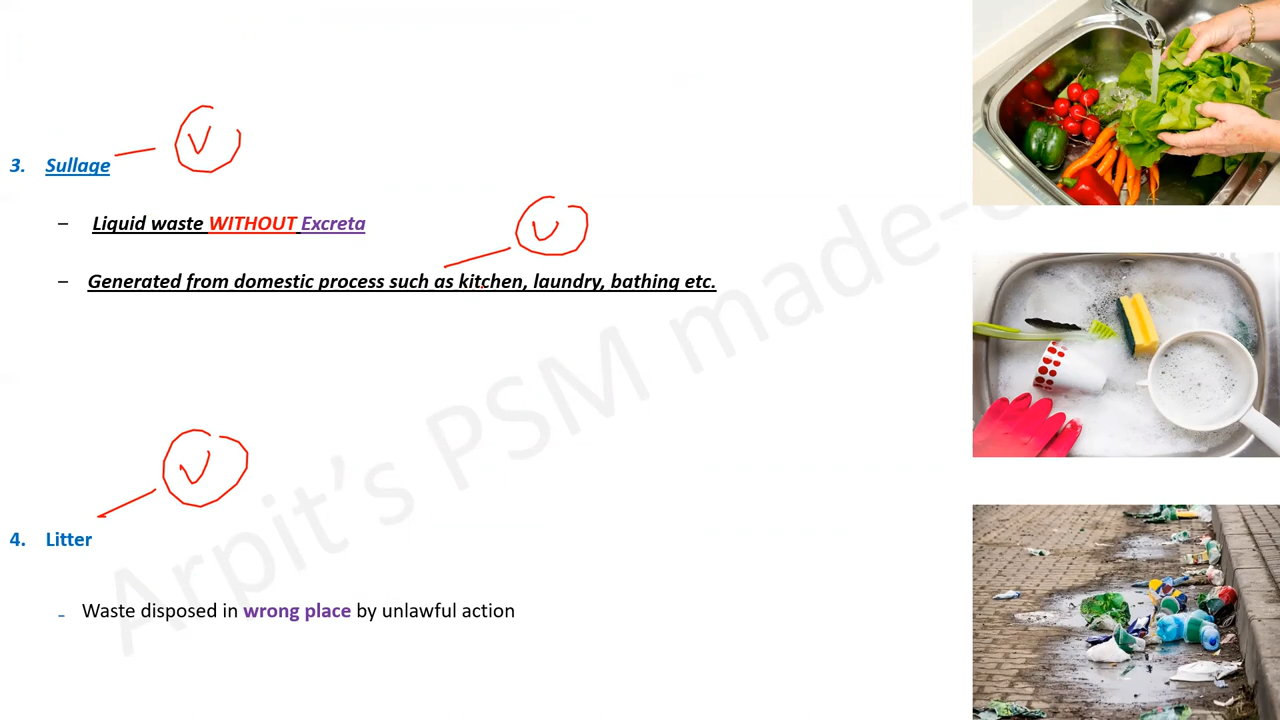 3. Sullage
– Liquid waste WITHOUT Excreta
– Generated from domestic process such as kitchen, laundry, bathing etc.
4. Litter
- Waste disposed in wrong place by unlawful action
Arpit's PSM made-